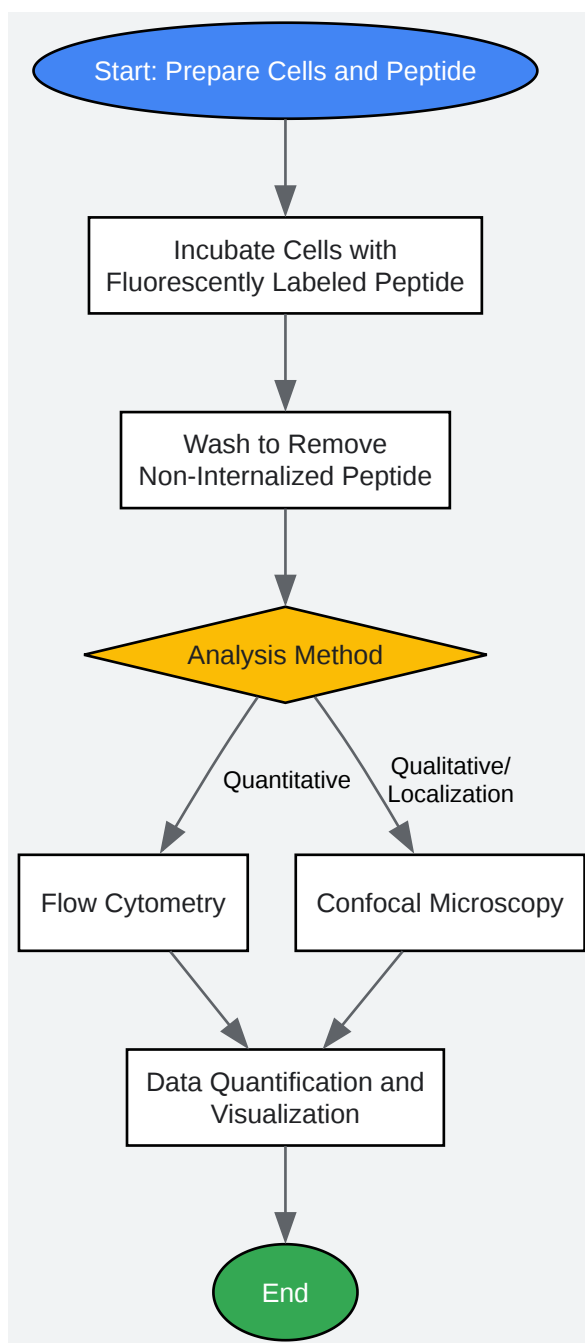 Start: Prepare Cells and Peptide
Incubate Cells with
Fluorescently Labeled Peptide
Wash to Remove
Non-Internalized Peptide
Analysis Method
Quantitative
Qualitative/
Localization
Flow Cytometry
Confocal Microscopy
Data Quantification and
Visualization
End